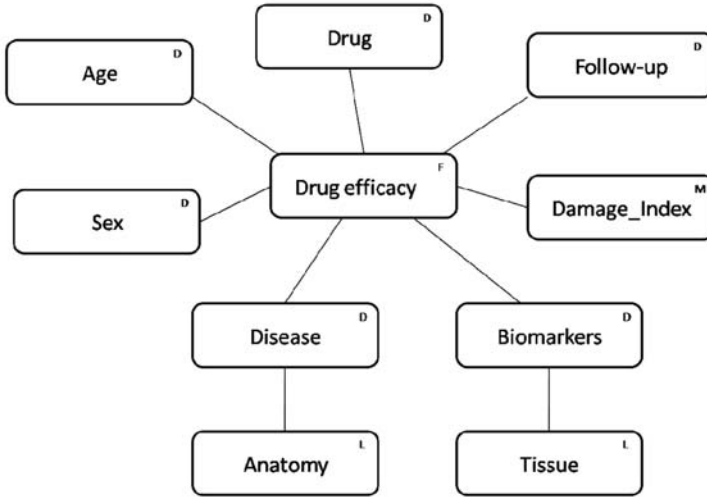 D
Drug
D
Age
D
Follow-up
F
Drug efficacy
D
Sex
M
Damage_Index
D
Disease
D
Biomarkers
L
Anatomy
L
Tissue